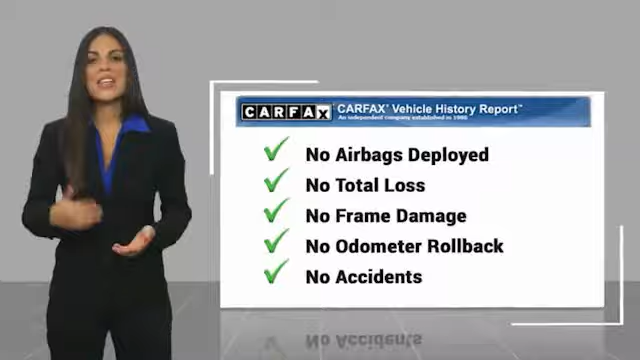 CARFAX CARFAX® Vehicle History Report™
An independent company established in 1986
No Airbags Deployed
No Total Loss
No Frame Damage
No Odometer Rollback
No Accidents